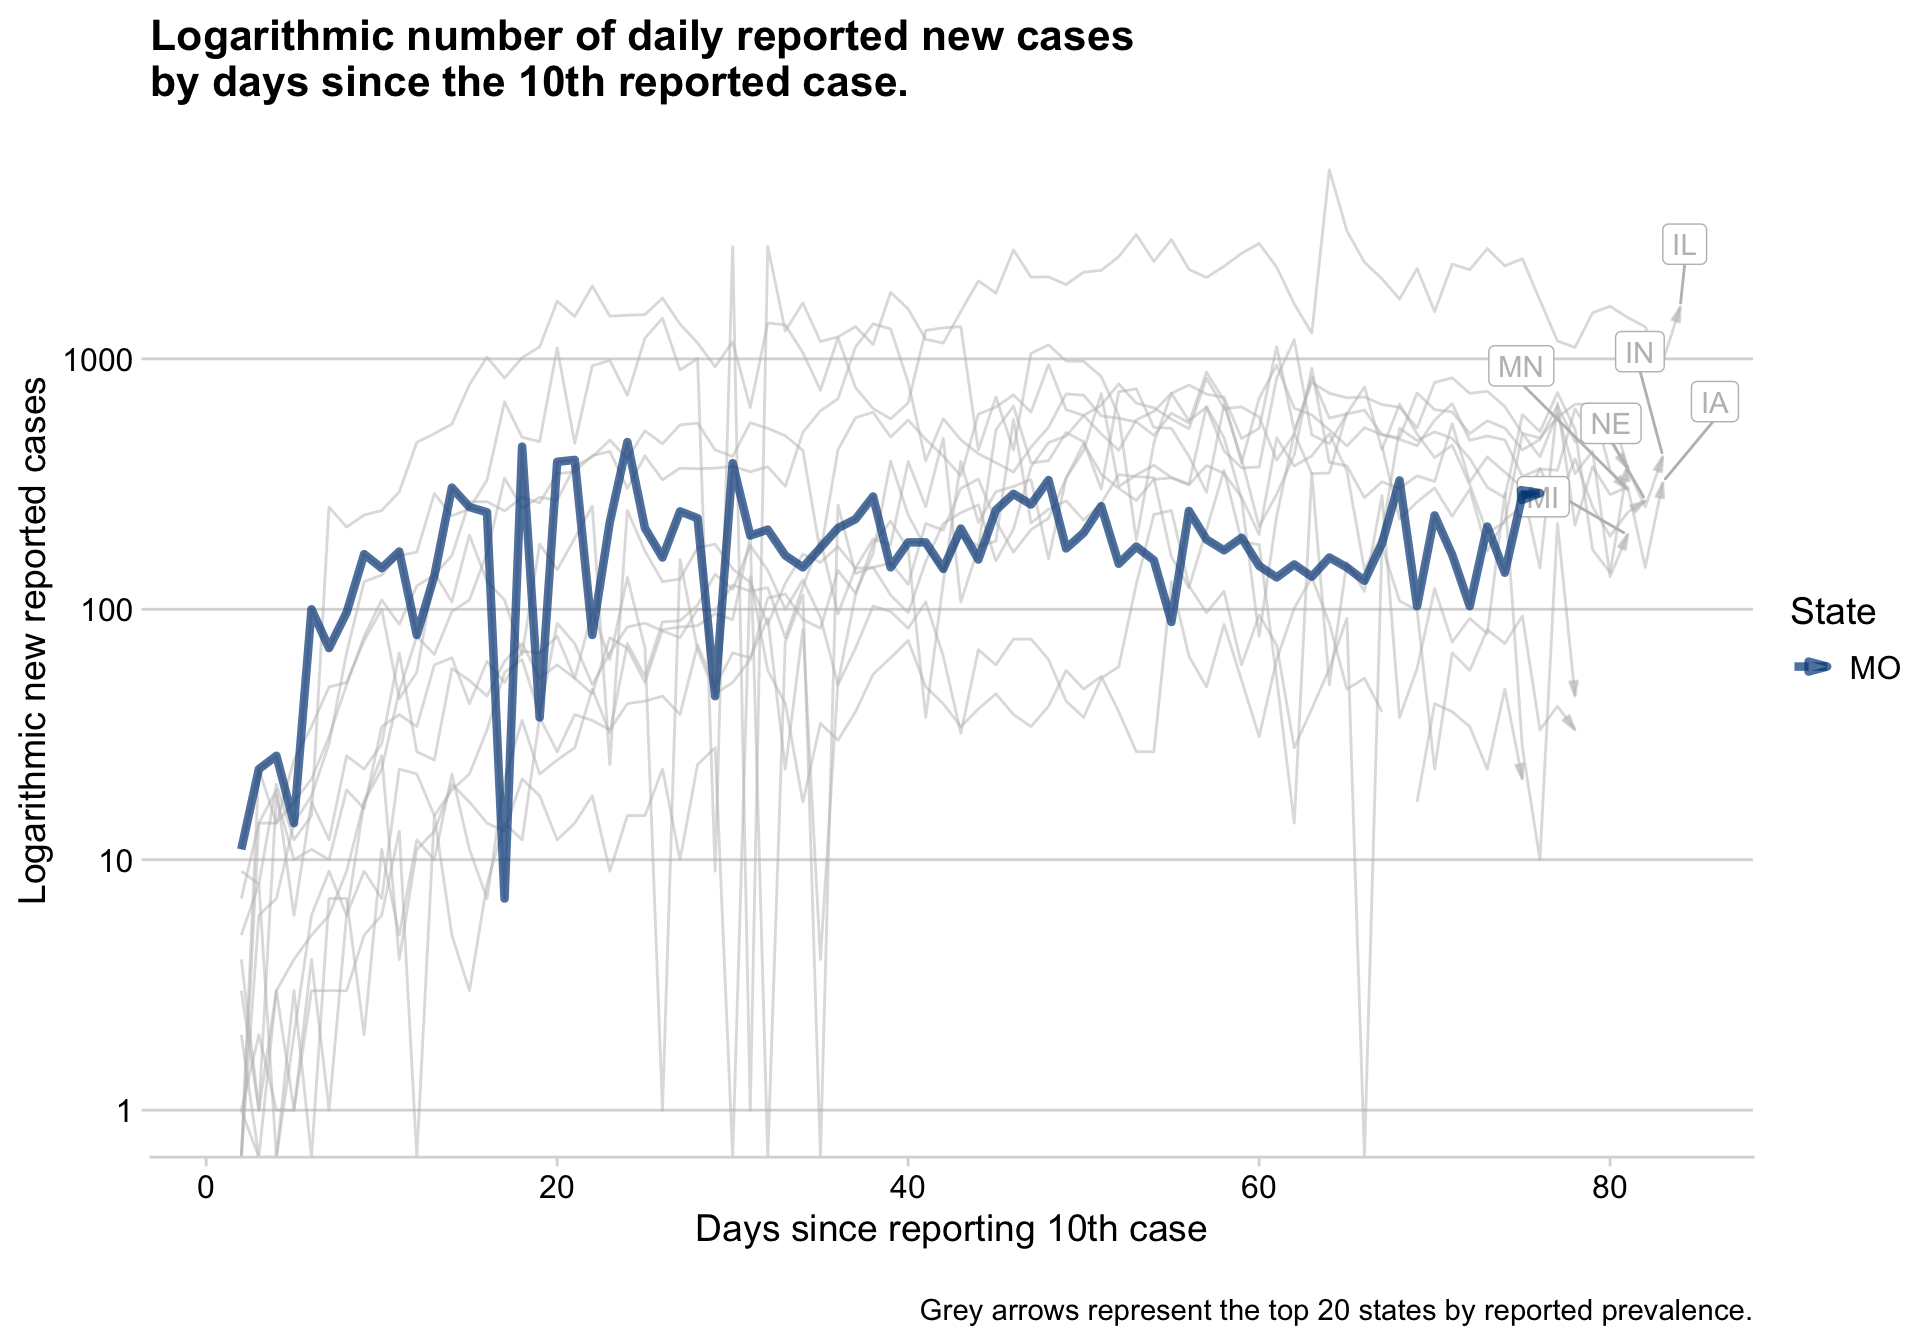 Logarithmic number of daily reported new cases
by days since the 10th reported case.
Logarithmic new reported cases
1000
100
10
1
IL
IN
MN
IA
NE
MI
State
MO
0
20
40
60
80
Days since reporting 10th case
Grey arrows represent the top 20 states by reported prevalence.